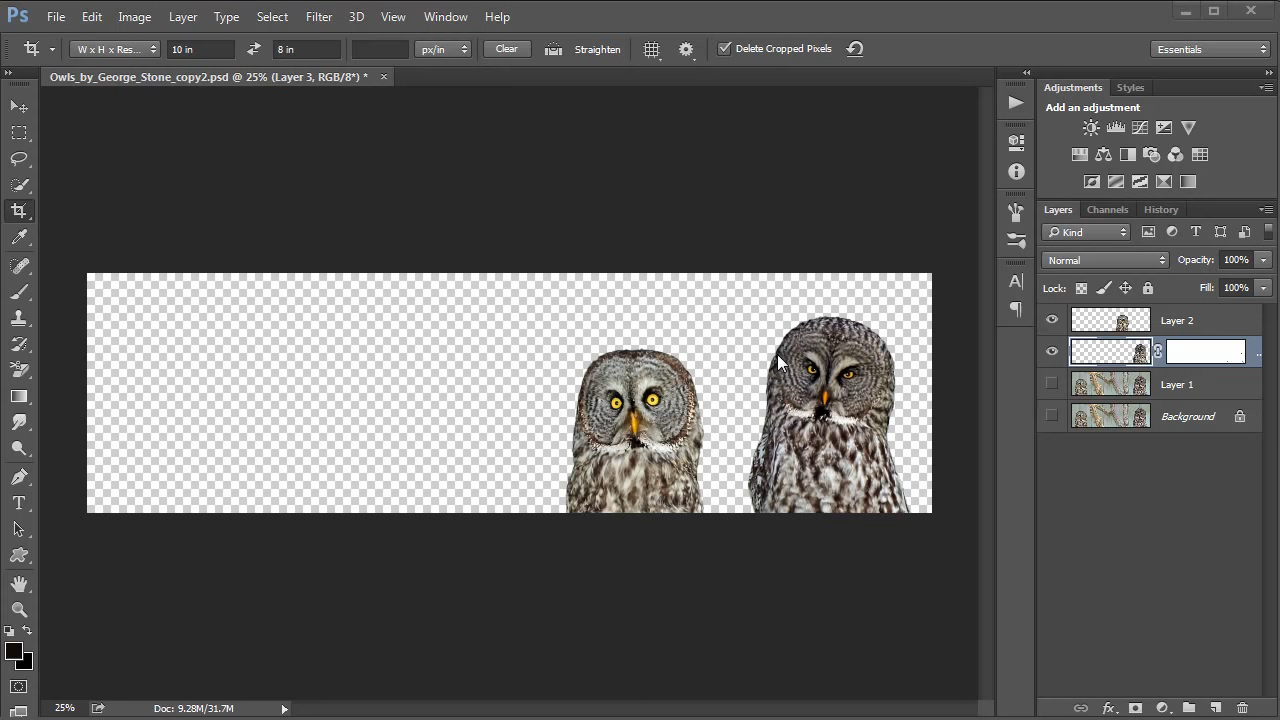 Ps File Edit Image Layer Type Select Filter 3D View Window Help
W x H x Res... 10 in 8 in px/in Clear Straighten Delete Cropped Pixels Essentials
Owls_by_George_Stone_copy2.psd @ 25% (Layer 3, RGB/8*) *
Adjustments Styles
Add an adjustment
Layers Channels History
Kind
Normal Opacity: 100%
Lock: Fill: 100%
Layer 2
..
Layer 1
Background
25% Doc: 9.28M/31.7M